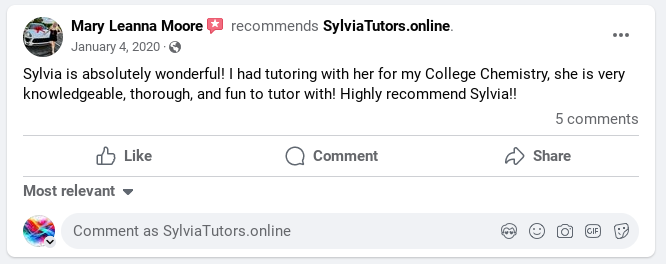 Mary Leanna Moore recommends SylviaTutors.online.
January 4, 2020 ·
Sylvia is absolutely wonderful! I had tutoring with her for my College Chemistry, she is very
knowledgeable, thorough, and fun to tutor with! Highly recommend Sylvia!!
5 comments
Like Comment Share
Most relevant
Comment as SylviaTutors.online GIF